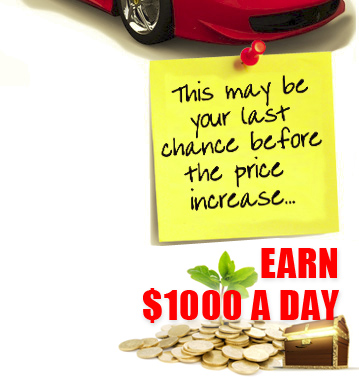 This may be
your last
chance before
the price
increase...
EARN
$1000 A DAY